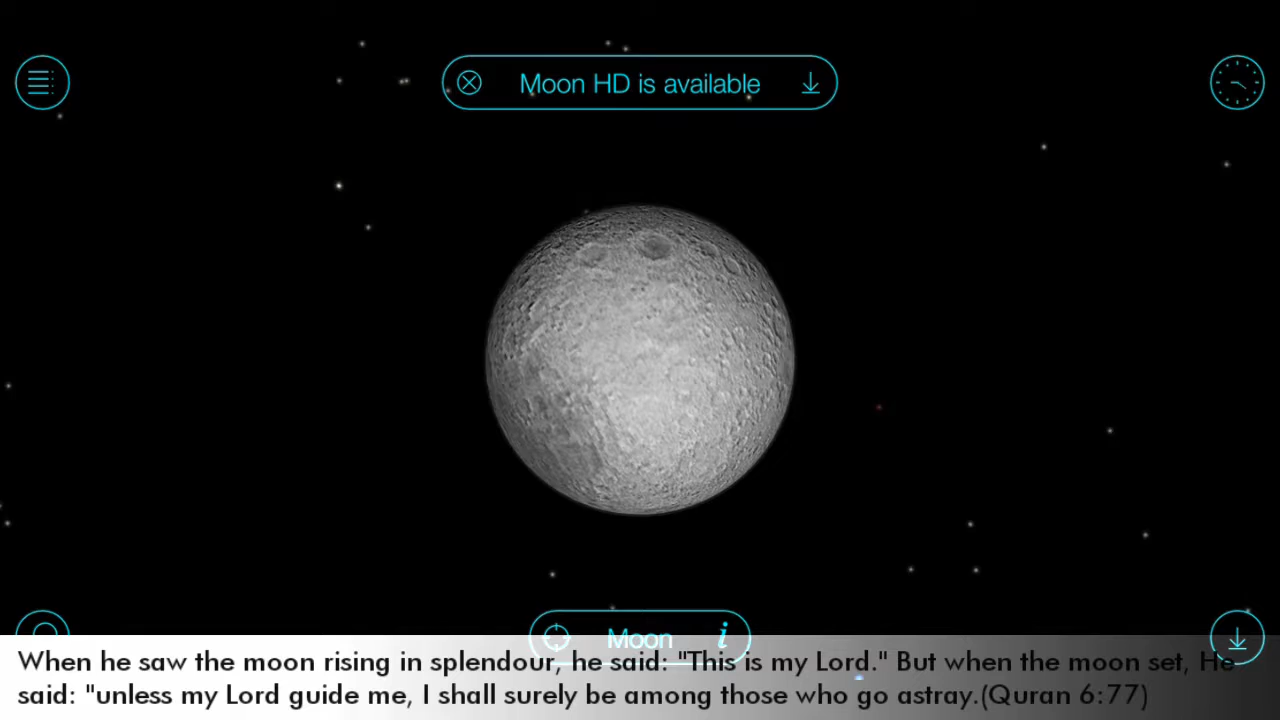 Moon HD is available
Moon i
When he saw the moon rising in splendour, he said: "This is my Lord." But when the moon set, He
said: "unless my Lord guide me, I shall surely be among those who go astray.(Quran 6:77)